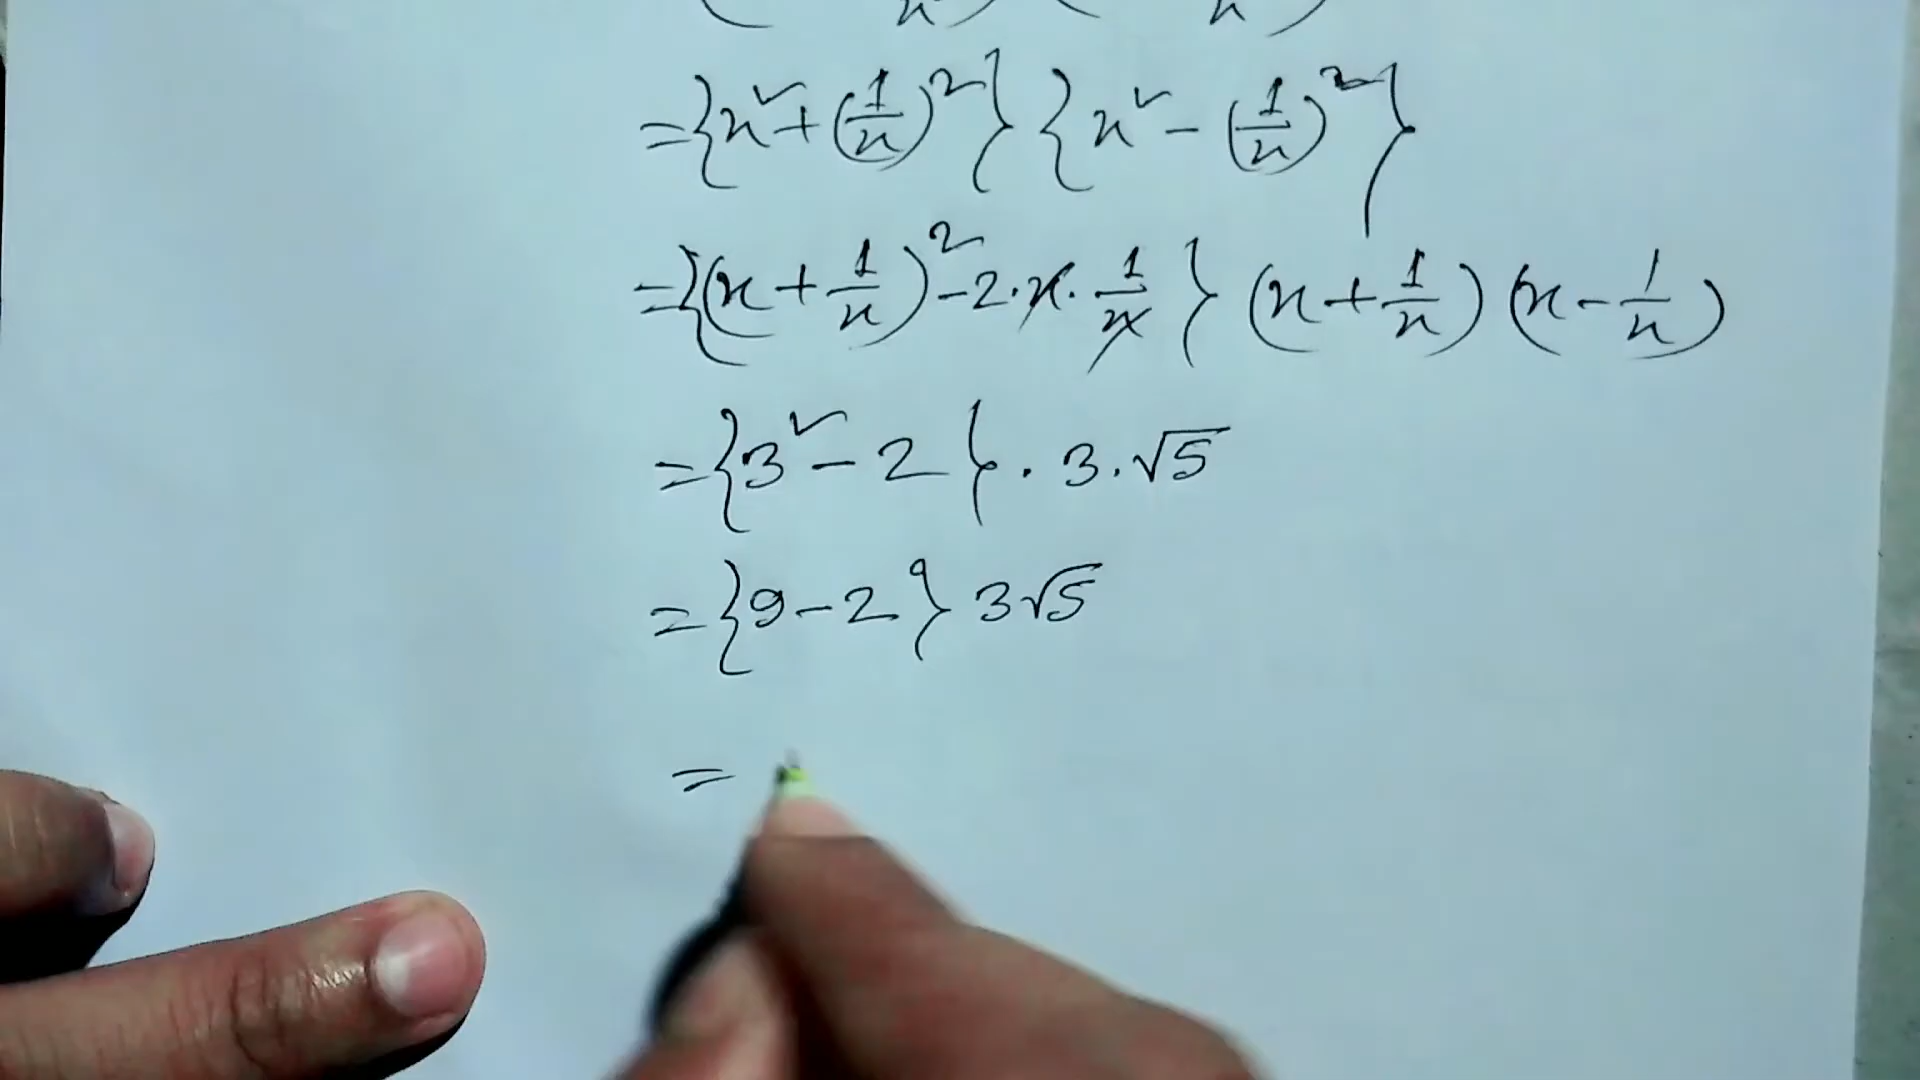 ={x²+(1/x)²}{x²-(1/x)²}
={(x+1/x)²-2·x·1/x}(x+1/x)(x-1/x)
={3²-2}·3·√5
={9-2}3√5
=